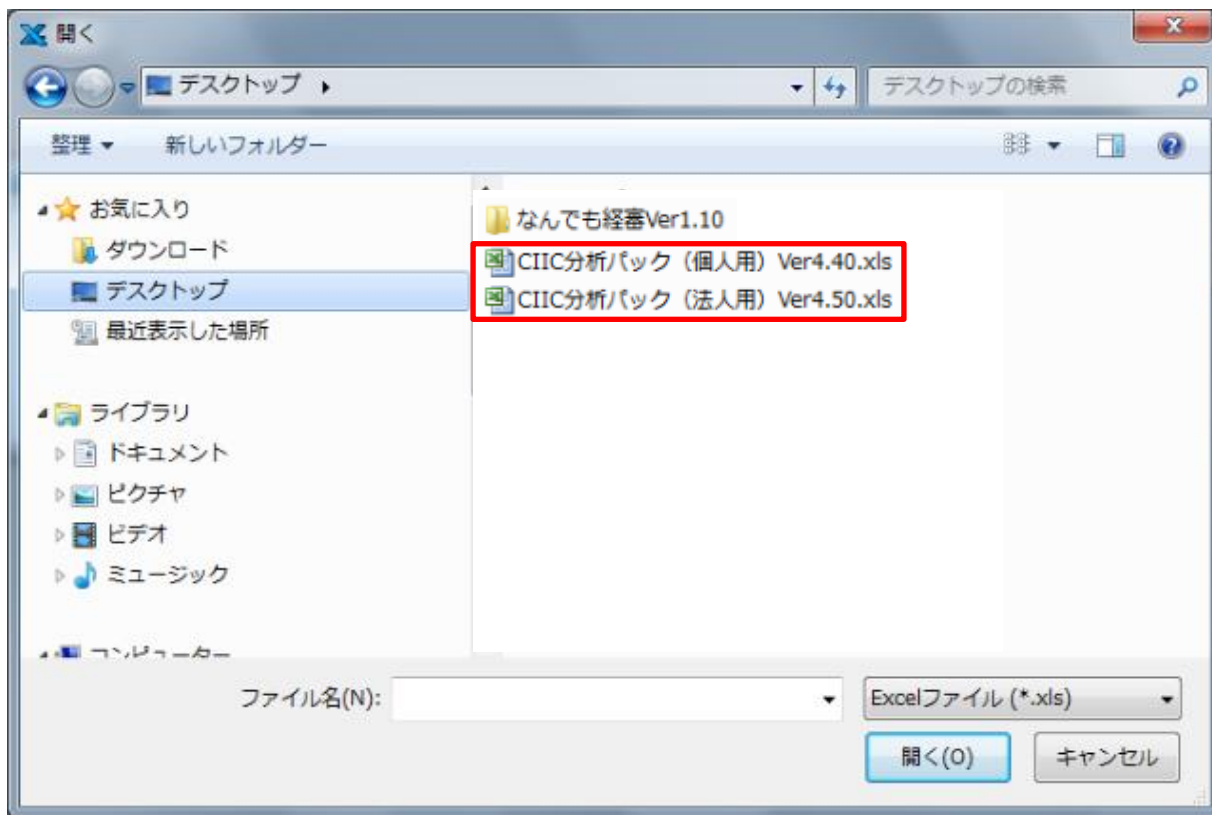 開く
デスクトップ
デスクトップの検索
整理
新しいフォルダー
お気に入り
ダウンロード
デスクトップ
最近表示した場所
ライブラリ
ドキュメント
ピクチャ
ビデオ
ミュージック
コンピューター
なんでも経審Ver1.10
CIIC分析パック（個人用）Ver4.40.xls
CIIC分析パック（法人用）Ver4.50.xls
ファイル名(N):
Excelファイル (*.xls)
開く(O)
キャンセル